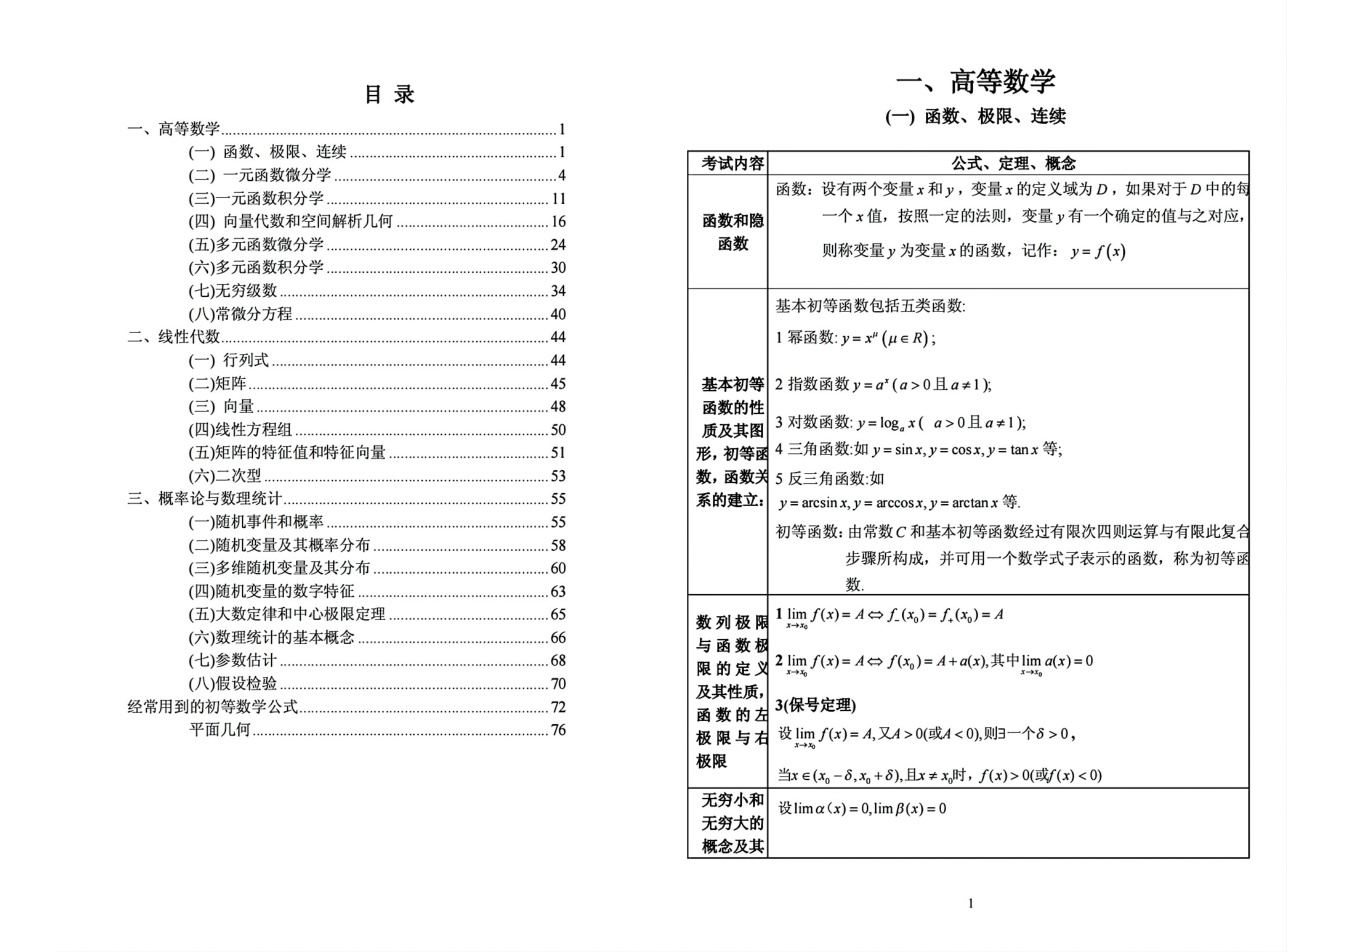 目 录
一、高等数学 1
(一) 函数、极限、连续 1
(二) 一元函数微分学 4
(三)一元函数积分学 11
(四) 向量代数和空间解析几何 16
(五)多元函数微分学 24
(六)多元函数积分学 30
(七)无穷级数 34
(八)常微分方程 40
二、线性代数 44
(一) 行列式 44
(二)矩阵 45
(三) 向量 48
(四)线性方程组 50
(五)矩阵的特征值和特征向量 51
(六)二次型 53
三、概率论与数理统计 55
(一)随机事件和概率 55
(二)随机变量及其概率分布 58
(三)多维随机变量及其分布 60
(四)随机变量的数字特征 63
(五)大数定律和中心极限定理 65
(六)数理统计的基本概念 66
(七)参数估计 68
(八)假设检验 70
经常用到的初等数学公式 72
平面几何 76
一、高等数学
(一) 函数、极限、连续
考试内容 公式、定理、概念
函数和隐
函数
函数：设有两个变量 x 和 y，变量 x 的定义域为 D，如果对于 D 中的每
一个 x 值，按照一定的法则，变量 y 有一个确定的值与之对应，
则称变量 y 为变量 x 的函数，记作： y = f(x)
基本初等
函数的性
质及其图
形，初等函
数，函数关
系的建立：
基本初等函数包括五类函数:
1 幂函数: y = x^μ (μ ∈ R)；
2 指数函数 y = a^x ( a > 0 且 a ≠ 1 );
3 对数函数: y = log_a x ( a > 0 且 a ≠ 1 );
4 三角函数:如 y = sin x, y = cos x, y = tan x 等;
5 反三角函数:如
y = arcsin x, y = arccos x, y = arctan x 等.
初等函数: 由常数 C 和基本初等函数经过有限次四则运算与有限此复合
步骤所构成，并可用一个数学式子表示的函数，称为初等函
数.
数 列 极 限
与 函 数 极
限 的 定 义
及其性质，
函 数 的 左
极 限 与 右
极限
1 lim_{x→x₀} f(x) = A ⇔ f₋(x₀) = f₊(x₀) = A
2 lim_{x→x₀} f(x) = A ⇔ f(x₀) = A + a(x), 其中 lim_{x→x₀} a(x) = 0
3(保号定理)
设 lim_{x→x₀} f(x) = A, 又A > 0(或A < 0), 则∃一个δ > 0，
当x ∈ (x₀ − δ, x₀ + δ), 且x ≠ x₀时，f(x) > 0(或f(x) < 0)
无穷小和
无穷大的
概念及其
设 lim α（x) = 0, lim β(x) = 0
1